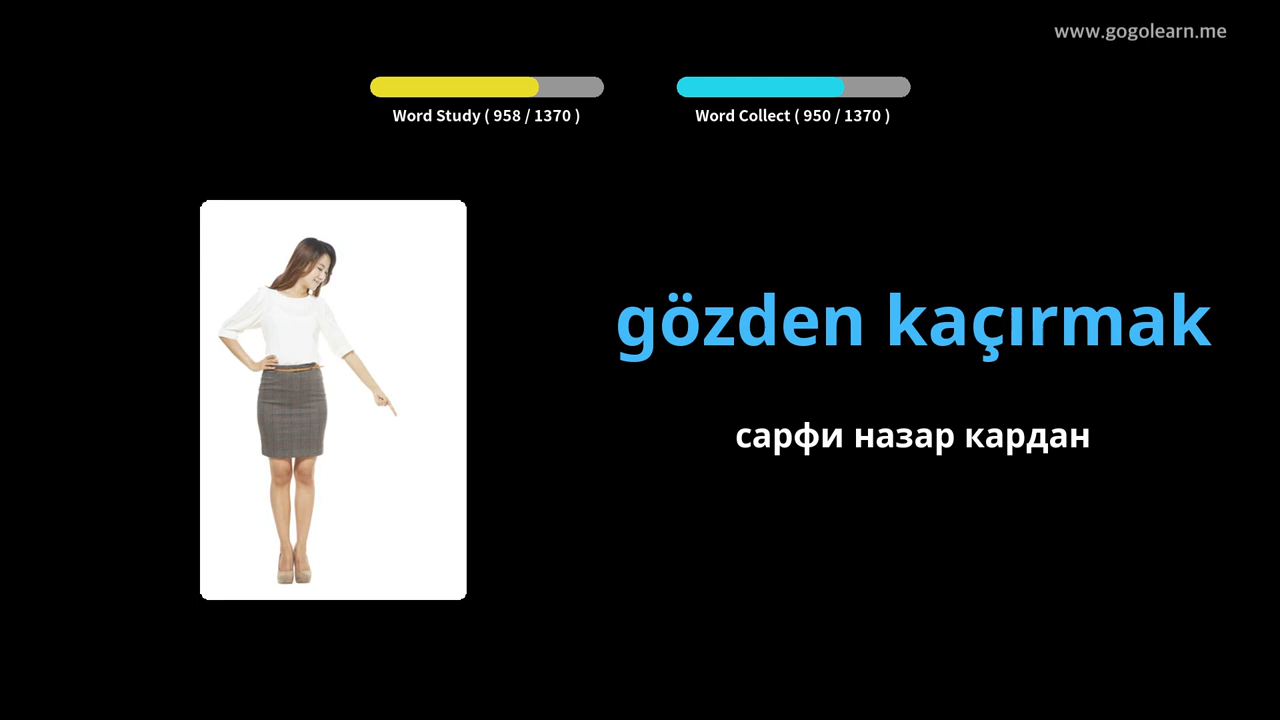 www.gogolearn.me
Word Study ( 958 / 1370 )
Word Collect ( 950 / 1370 )
gözden kaçırmak
сарфи назар кардан